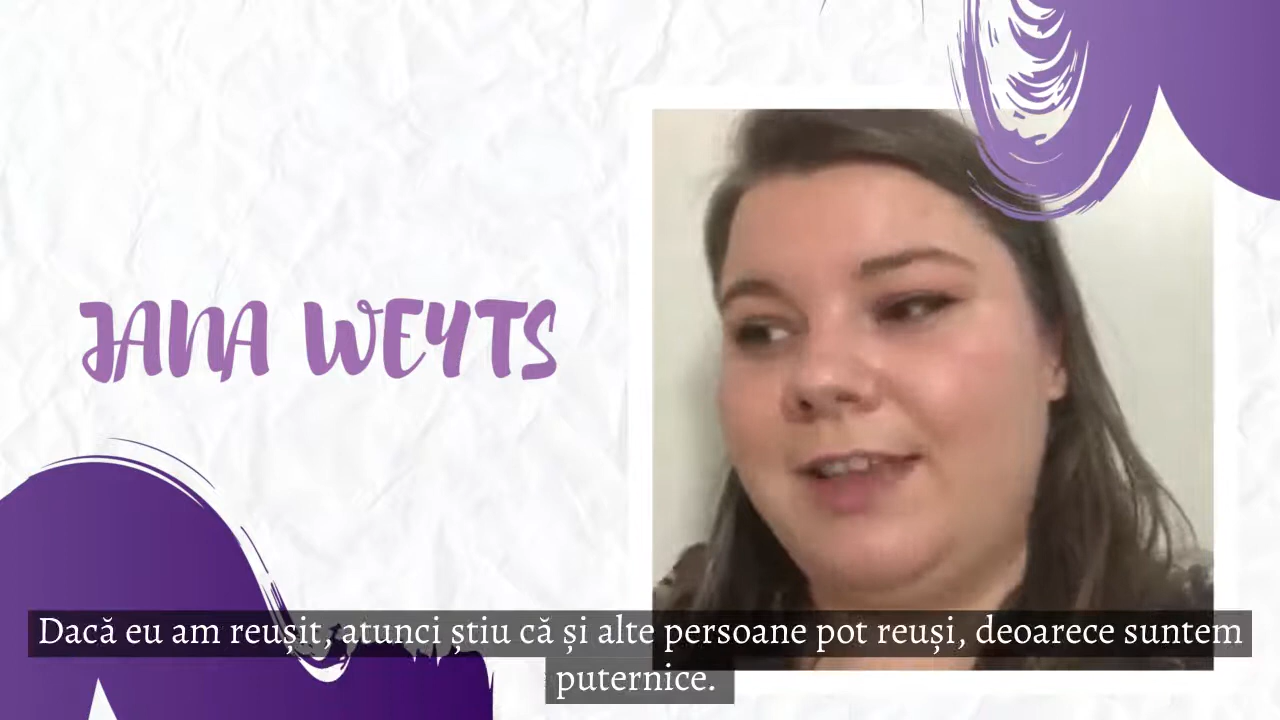 JANA WEYTS
Dacă eu am reușit, atunci știu că și alte persoane pot reuși, deoarece suntem
puternice.